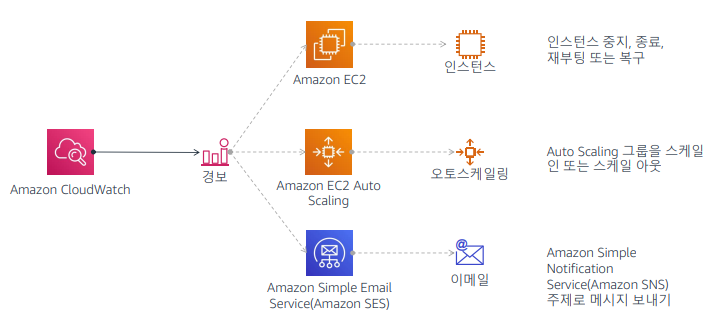 Amazon EC2
인스턴스
인스턴스 중지, 종료,
재부팅 또는 복구
Amazon CloudWatch
경보
Amazon EC2 Auto
Scaling
오토스케일링
Auto Scaling 그룹을 스케일
인 또는 스케일 아웃
Amazon Simple Email
Service(Amazon SES)
@
이메일
Amazon Simple
Notification
Service(Amazon SNS)
주제로 메시지 보내기